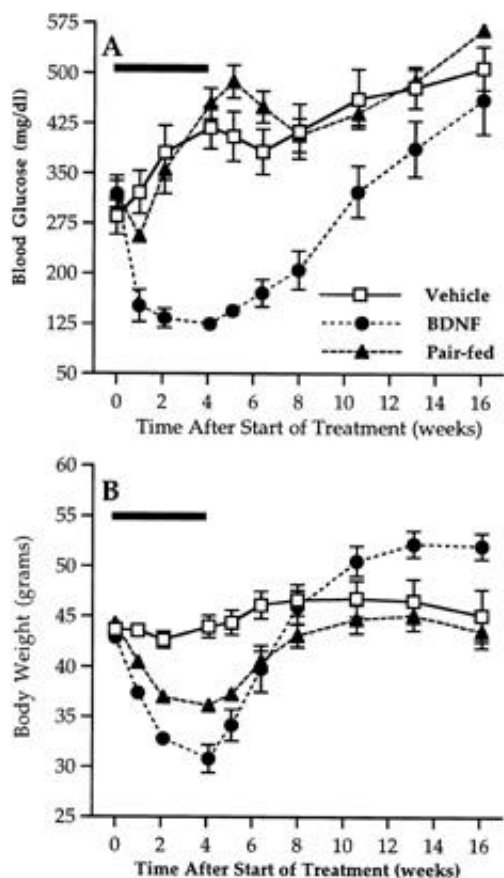 A
575
500
425
350
275
200
125
50
Blood Glucose (mg/dl)
Vehicle
BDNF
Pair-fed
0 2 4 6 8 10 12 14 16
Time After Start of Treatment (weeks)
B
60
55
50
45
40
35
30
25
Body Weight (grams)
0 2 4 6 8 10 12 14 16
Time After Start of Treatment (weeks)